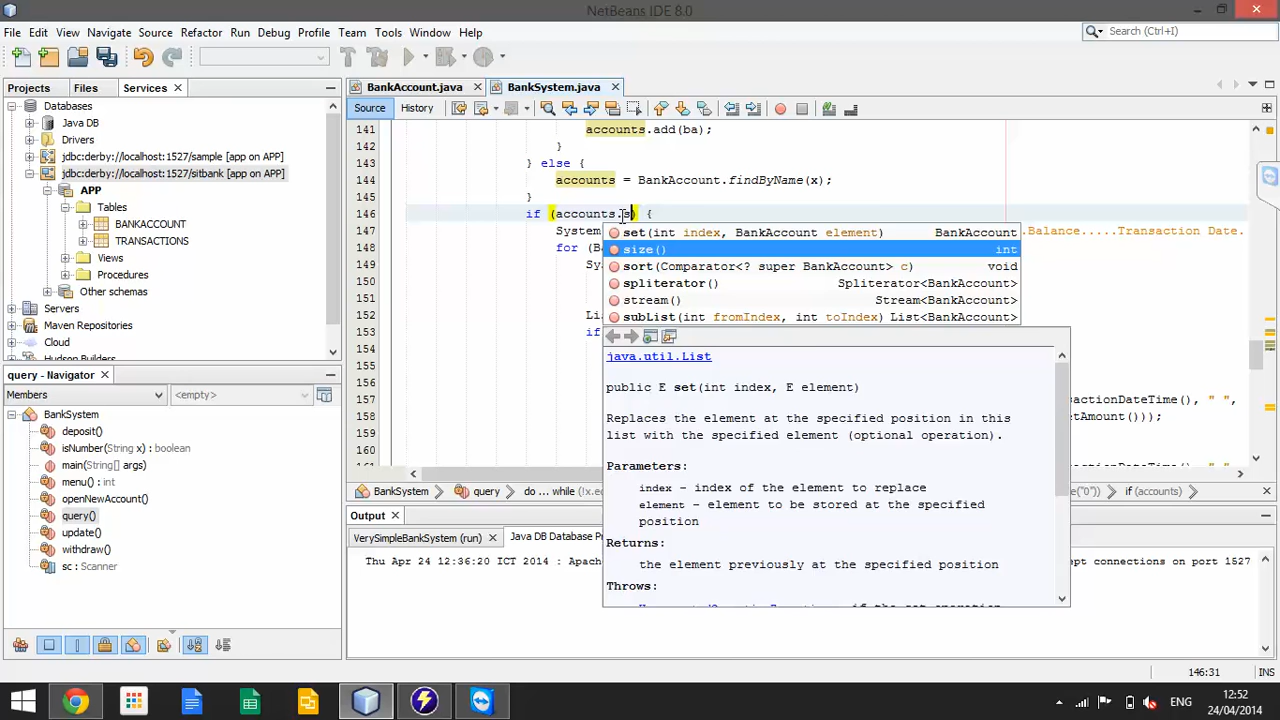 NetBeans IDE 8.0
File Edit View Navigate Source Refactor Run Debug Profile Team Tools Window Help
Search (Ctrl+I)
Projects Files Services
BankAccount.java BankSystem.java
Source History
Databases
Java DB
Drivers
jdbc:derby://localhost:1527/sample [app on APP]
jdbc:derby://localhost:1527/sitbank [app on APP]
APP
Tables
BANKACCOUNT
TRANSACTIONS
Views
Procedures
Other schemas
Servers
Maven Repositories
Cloud
Hudson Builders
141 accounts.add(ba);
142 }
143 } else {
144 accounts = BankAccount.findByName(x);
145 }
146 if (accounts.s) {
147 System .Balance.....Transaction Date.
148 for (B
149 Sy
150
151
152 Lis
153 if
154
155
156
157 actionDateTime(), " ",
158 etAmount()));
159
160
161 actionDateTime(), " ",
set(int index, BankAccount element) BankAccount
size() int
sort(Comparator<? super BankAccount> c) void
spliterator() Spliterator<BankAccount>
stream() Stream<BankAccount>
subList(int fromIndex, int toIndex) List<BankAccount>
java.util.List
public E set(int index, E element)
Replaces the element at the specified position in this
list with the specified element (optional operation).
Parameters:
index - index of the element to replace
element - element to be stored at the specified
position
Returns:
the element previously at the specified position
Throws:
query - Navigator
Members <empty>
BankSystem
deposit()
isNumber(String x) : boolean
main(String[] args)
menu() : int
openNewAccount()
query()
update()
withdraw()
sc : Scanner
BankSystem query do ... while (!x.e ("0")) if (accounts)
Output
VerySimpleBankSystem (run) Java DB Database P
Thu Apr 24 12:36:20 ICT 2014 : Apach ept connections on port 1527
146:31 INS
ENG
12:52
24/04/2014